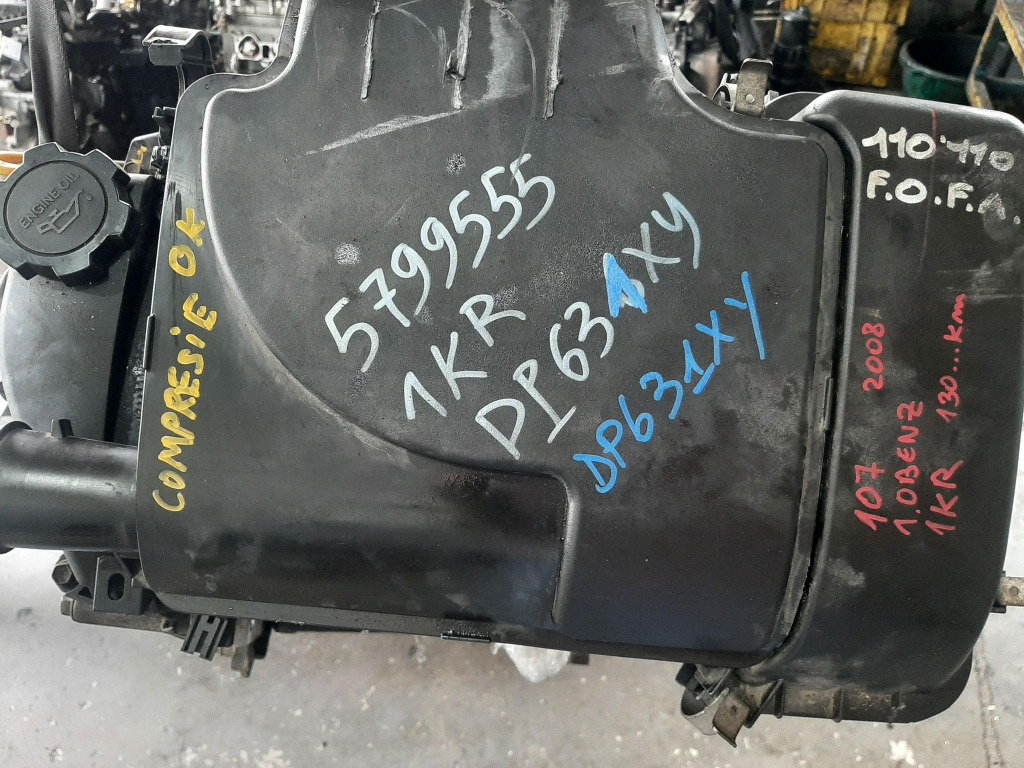 ENGINE OIL
COMPRESIE OK
5799555
1KR
DP631XY
DP631XY
110 110
F.O.F.A.
107 2008
1.0BENZ
1KR 130...km